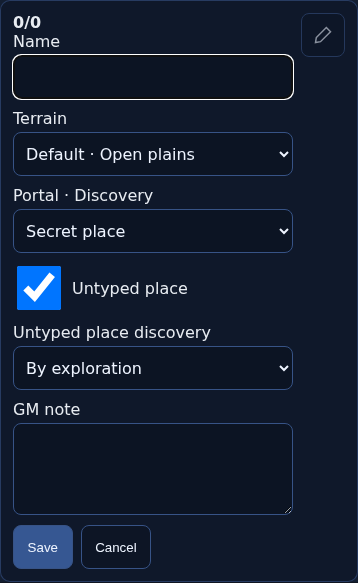 0/0
Name
Terrain
Default · Open plains
Portal · Discovery
Secret place
Untyped place
Untyped place discovery
By exploration
GM note
Save Cancel